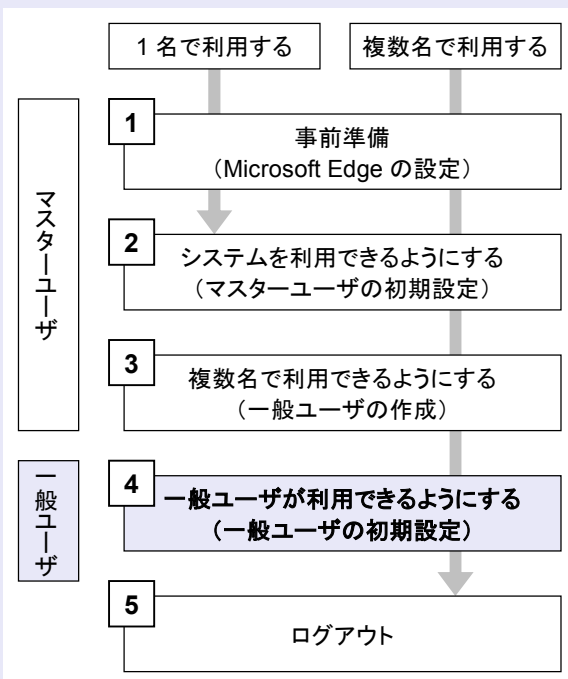 1 名で利用する
複数名で利用する
マスターユーザ
1
事前準備
（Microsoft Edge の設定）
2
システムを利用できるようにする
（マスターユーザの初期設定）
3
複数名で利用できるようにする
（一般ユーザの作成）
一般ユーザ
4
一般ユーザが利用できるようにする
（一般ユーザの初期設定）
5
ログアウト